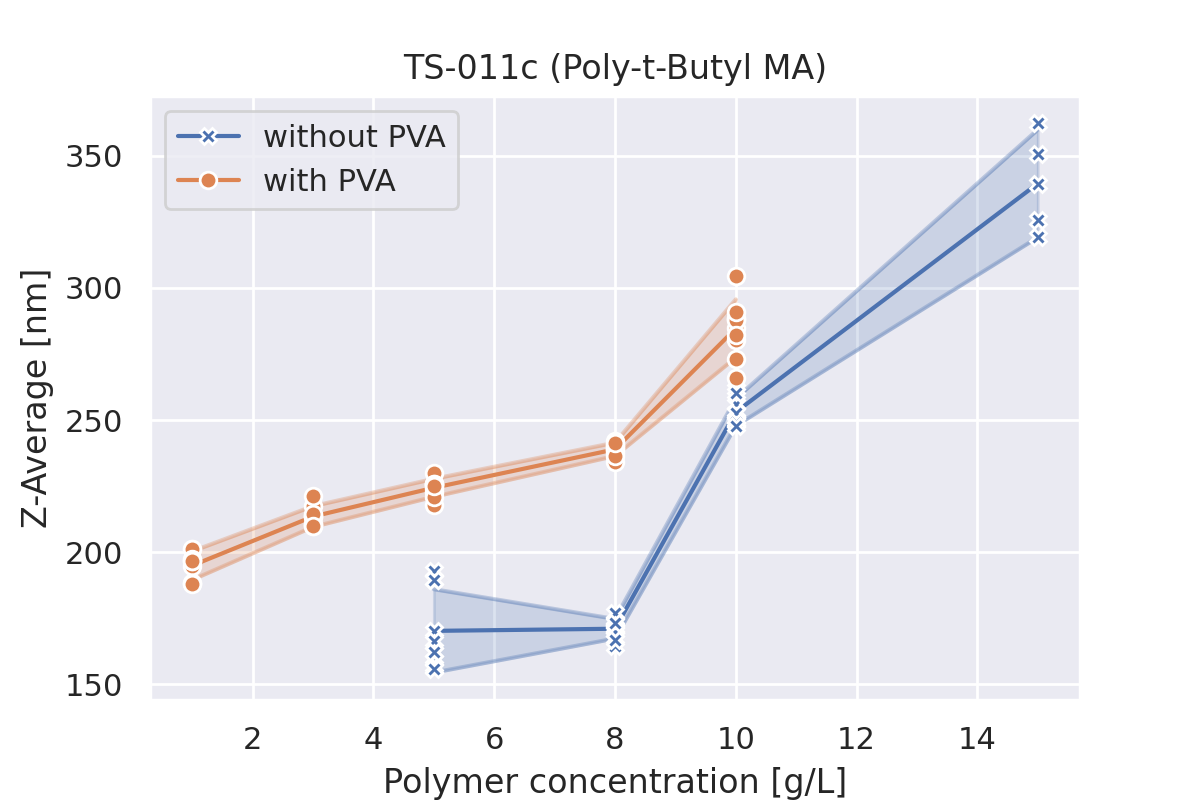 TS-011c (Poly-t-Butyl MA)
without PVA
with PVA
Z-Average [nm]
350
300
250
200
150
2 4 6 8 10 12 14
Polymer concentration [g/L]